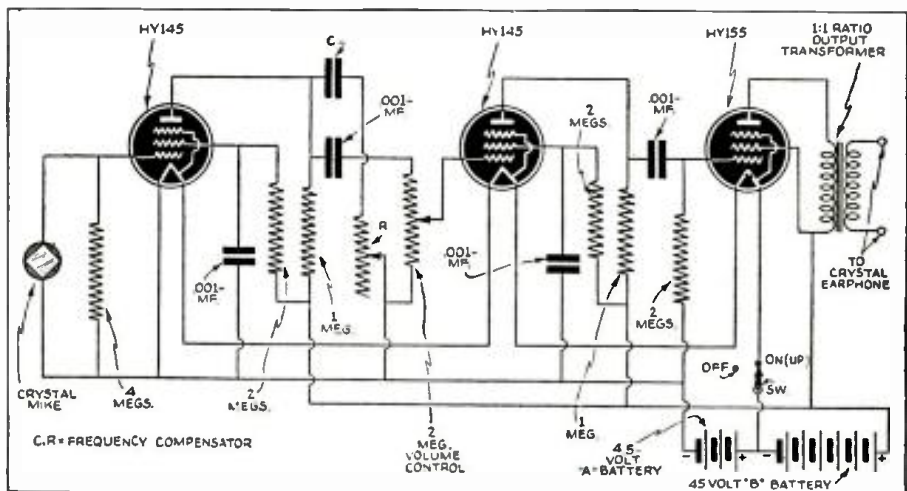 HY145
C
.001-
MF.
HY145
2
MEGS.
.001-
MF.
HY155
1:1 RATIO
OUTPUT
TRANSFORMER
R
.001-
MF.
.001-
MF.
1
MEG.
2
MEGS.
TO
CRYSTAL
EARPHONE
CRYSTAL
MIKE
4
MEGS.
2
MEGS.
OFF
ON(UP)
SW
C,R=FREQUENCY COMPENSATOR
2
MEG.
VOLUME
CONTROL
1
MEG.
4.5-
VOLT
"A" BATTERY
- +
- +
45 VOLT "B" BATTERY